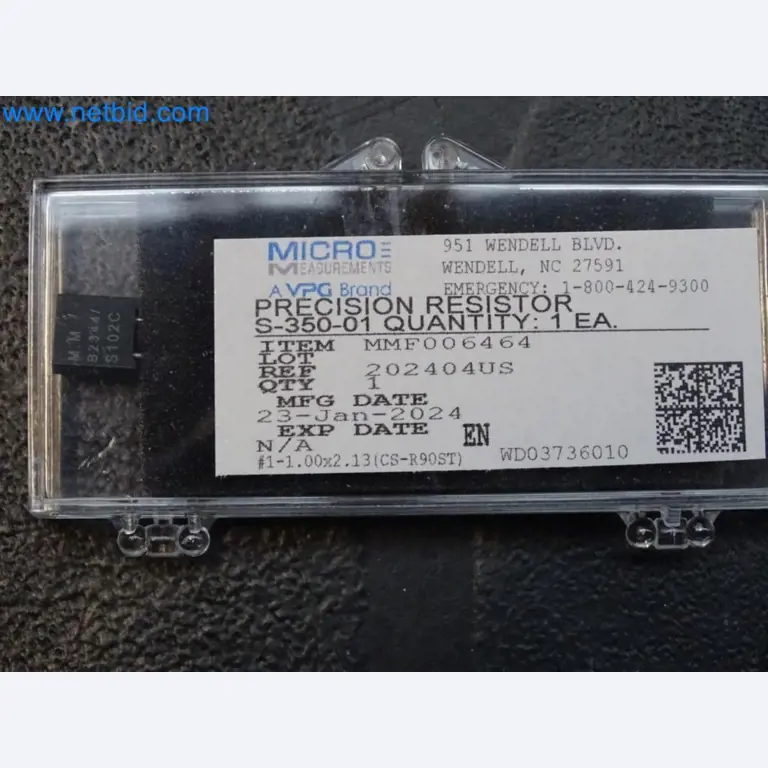 www.netbid.com
MICRO
MEASUREMENTS
A VPG Brand
951 WENDELL BLVD.
WENDELL, NC 27591
EMERGENCY: 1-800-424-9300
PRECISION RESISTOR
S-350-01 QUANTITY: 1 EA.
ITEM MMF006464
LOT
REF 202404US
QTY 1
MFG DATE
23-Jan-2024
EXP DATE
N/A
EN
#1-1.00x2.13(CS-R90ST)
WD03736010
MM
S102C